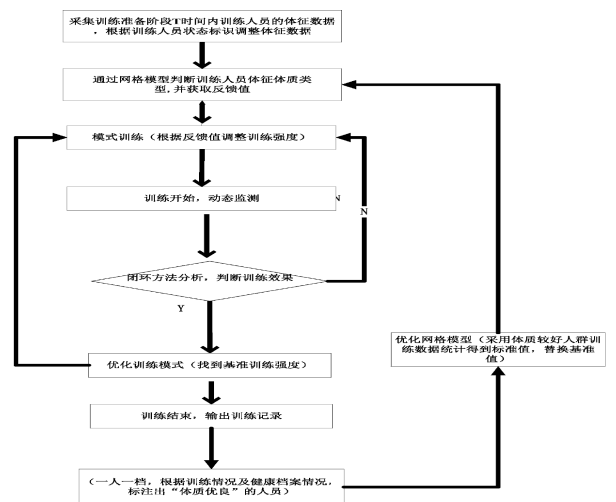 采集训练准备阶段T时间内训练人员的体征数据
，根据训练人员状态标识调整体征数据
通过网格模型判断训练人员体征体质类
型,并获取反馈值
模式训练（根据反馈值调整训练强度）
训练开始，动态监测
N
N
闭环方法分析，判断训练效果
Y
优化训练模式（找到基准训练强度）
优化网格模型（采用体质较好人群训
练数据统计得到标准值，替换基准
值）
训练结束，输出训练记录
（一人一档，根据训练情况及健康档案情况，
标注出“体质优良”的人员）